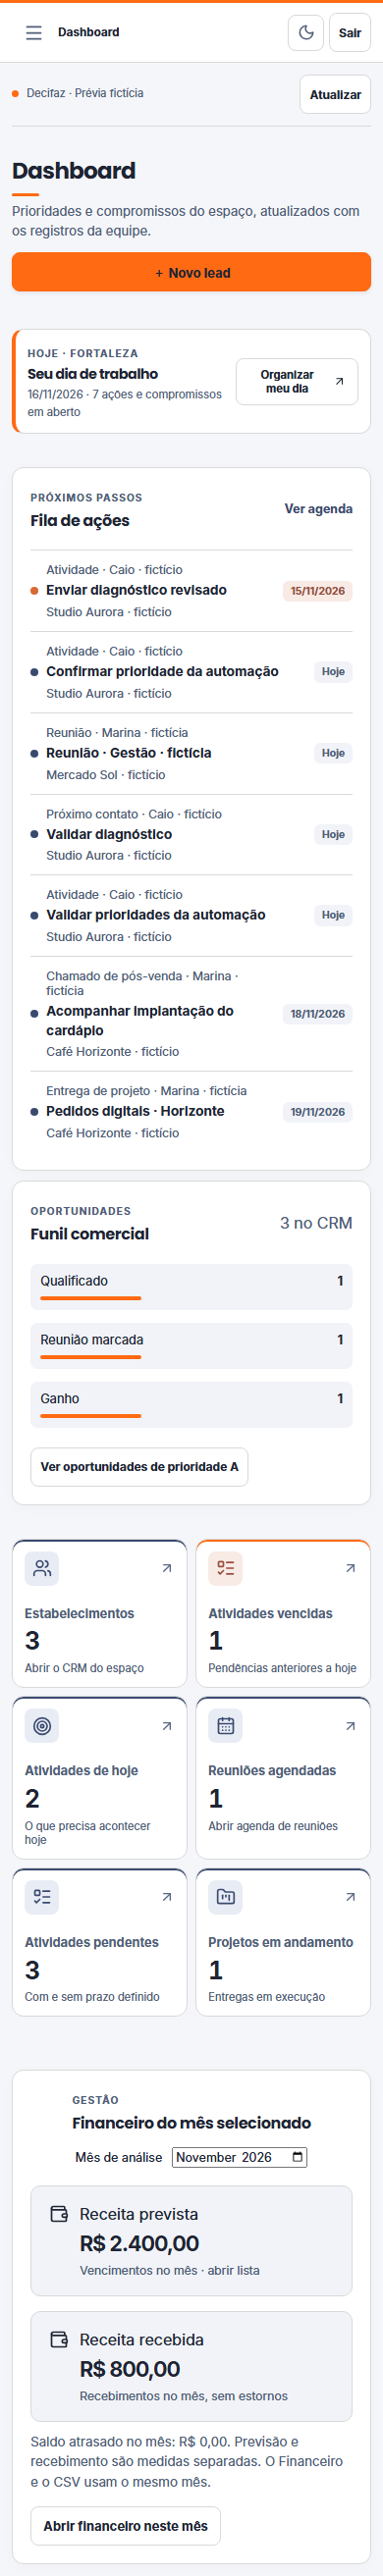 Dashboard
Sair
Decifaz · Prévia fictícia
Atualizar
Dashboard
Prioridades e compromissos do espaço, atualizados com
os registros da equipe.
+ Novo lead
HOJE · FORTALEZA
Seu dia de trabalho
16/11/2026 · 7 ações e compromissos
em aberto
Organizar
meu dia
PRÓXIMOS PASSOS
Fila de ações
Ver agenda
Atividade · Caio · fictício
Enviar diagnóstico revisado
15/11/2026
Studio Aurora · fictício
Atividade · Caio · fictício
Confirmar prioridade da automação
Hoje
Studio Aurora · fictício
Reunião · Marina · fictícia
Reunião · Gestão · fictícia
Hoje
Mercado Sol · fictício
Próximo contato · Caio · fictício
Validar diagnóstico
Hoje
Studio Aurora · fictício
Atividade · Caio · fictício
Validar prioridades da automação
Hoje
Studio Aurora · fictício
Chamado de pós-venda · Marina ·
fictícia
Acompanhar implantação do
cardápio
18/11/2026
Café Horizonte · fictício
Entrega de projeto · Marina · fictícia
Pedidos digitais · Horizonte
19/11/2026
Café Horizonte · fictício
OPORTUNIDADES
Funil comercial
3 no CRM
Qualificado 1
Reunião marcada 1
Ganho 1
Ver oportunidades de prioridade A
Estabelecimentos
3
Abrir o CRM do espaço
Atividades vencidas
1
Pendências anteriores a hoje
Atividades de hoje
2
O que precisa acontecer
hoje
Reuniões agendadas
1
Abrir agenda de reuniões
Atividades pendentes
3
Com e sem prazo definido
Projetos em andamento
1
Entregas em execução
GESTÃO
Financeiro do mês selecionado
Mês de análise November 2026
Receita prevista
R$ 2.400,00
Vencimentos no mês · abrir lista
Receita recebida
R$ 800,00
Recebimentos no mês, sem estornos
Saldo atrasado no mês: R$ 0,00. Previsão e
recebimento são medidas separadas. O Financeiro
e o CSV usam o mesmo mês.
Abrir financeiro neste mês